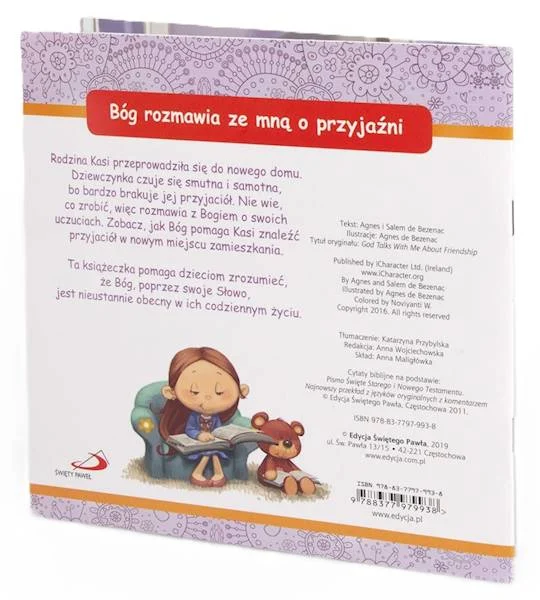 Bóg rozmawia ze mną o przyjaźni
Rodzina Kasi przeprowadziła się do nowego domu.
Dziewczynka czuje się smutna i samotna,
bo bardzo brakuje jej przyjaciół. Nie wie,
co zrobić, więc rozmawia z Bogiem o swoich
uczuciach. Zobacz, jak Bóg pomaga Kasi znaleźć
przyjaciół w nowym miejscu zamieszkania.
Ta książeczka pomaga dzieciom zrozumieć,
że Bóg, poprzez swoje Słowo,
jest nieustannie obecny w ich codziennym życiu.
Tekst: Agnes i Salem de Bezenac
Ilustracje: Agnes de Bezenac
Tytuł oryginału: God Talks With Me About Friendship
Published by iCharacter Ltd. (Ireland)
www.iCharacter.org
By Agnes and Salem de Bezenac
Illustrated by Agnes de Bezenac
Colored by Noviyanti W.
Copyright 2016. All rights reserved
Tłumaczenie: Katarzyna Przybylska
Redakcja: Anna Wojciechowska
Skład: Anna Maligłówka
Cytaty biblijne na podstawie:
Pismo Święte Starego i Nowego Testamentu.
Najnowszy przekład z języków oryginalnych z komentarzem
© Edycja Świętego Pawła, Częstochowa 2011.
ISBN 978-83-7797-993-8
© Edycja Świętego Pawła, 2019
ul. Św. Pawła 13/15 • 42-221 Częstochowa
www.edycja.com.pl
ISBN 978-83-7797-993-8
9 788377 979938 >
www.edycja.pl
ŚWIĘTY PAWEŁ